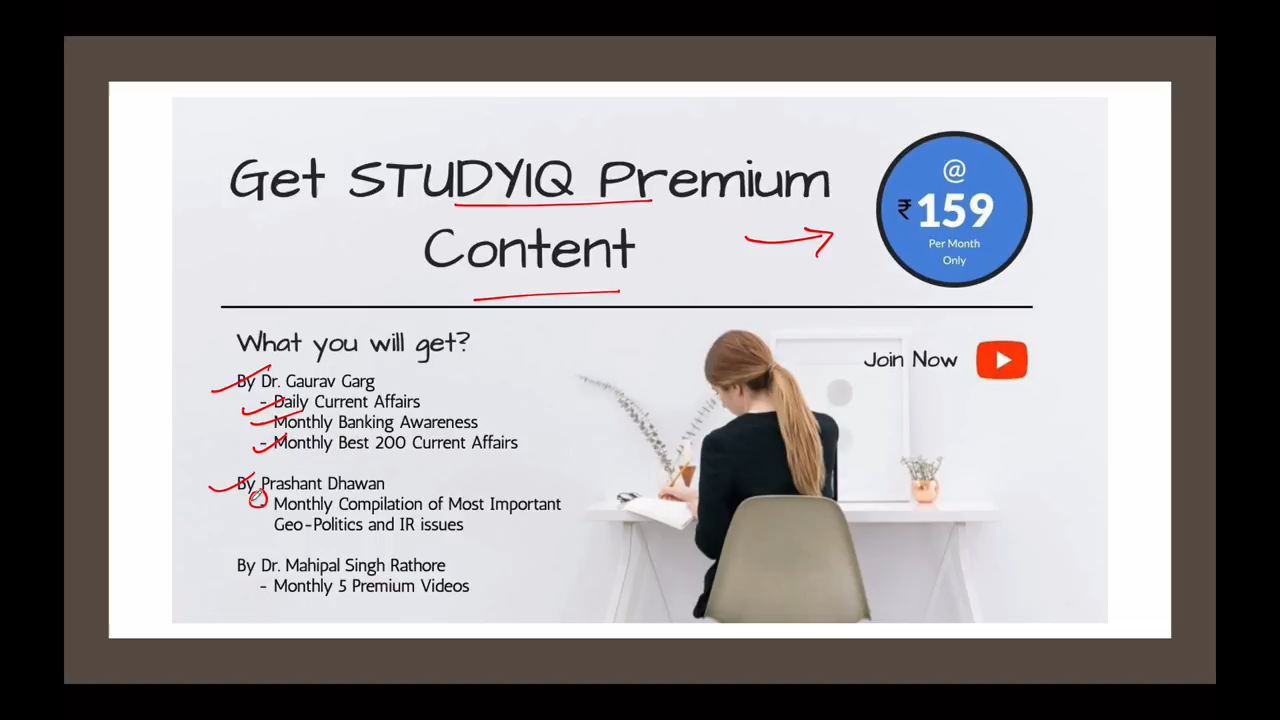 Get STUDYIQ Premium
Content
@
₹159
Per Month
Only
What you will get?
Join Now
By Dr. Gaurav Garg
- Daily Current Affairs
- Monthly Banking Awareness
- Monthly Best 200 Current Affairs
By Prashant Dhawan
- Monthly Compilation of Most Important
Geo-Politics and IR issues
By Dr. Mahipal Singh Rathore
- Monthly 5 Premium Videos